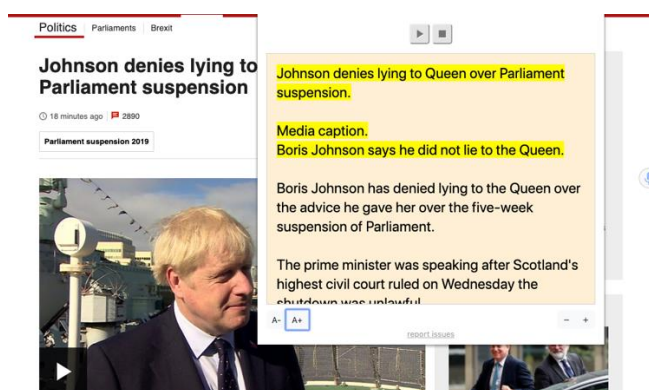 Politics Parliaments Brexit
Johnson denies lying to
Parliament suspension
18 minutes ago 2890
Parliament suspension 2019
Johnson denies lying to Queen over Parliament
suspension.
Media caption.
Boris Johnson says he did not lie to the Queen.
Boris Johnson has denied lying to the Queen over
the advice he gave her over the five-week
suspension of Parliament.
The prime minister was speaking after Scotland's
highest civil court ruled on Wednesday the
shutdown was unlawful
A- A+ - +
report issues